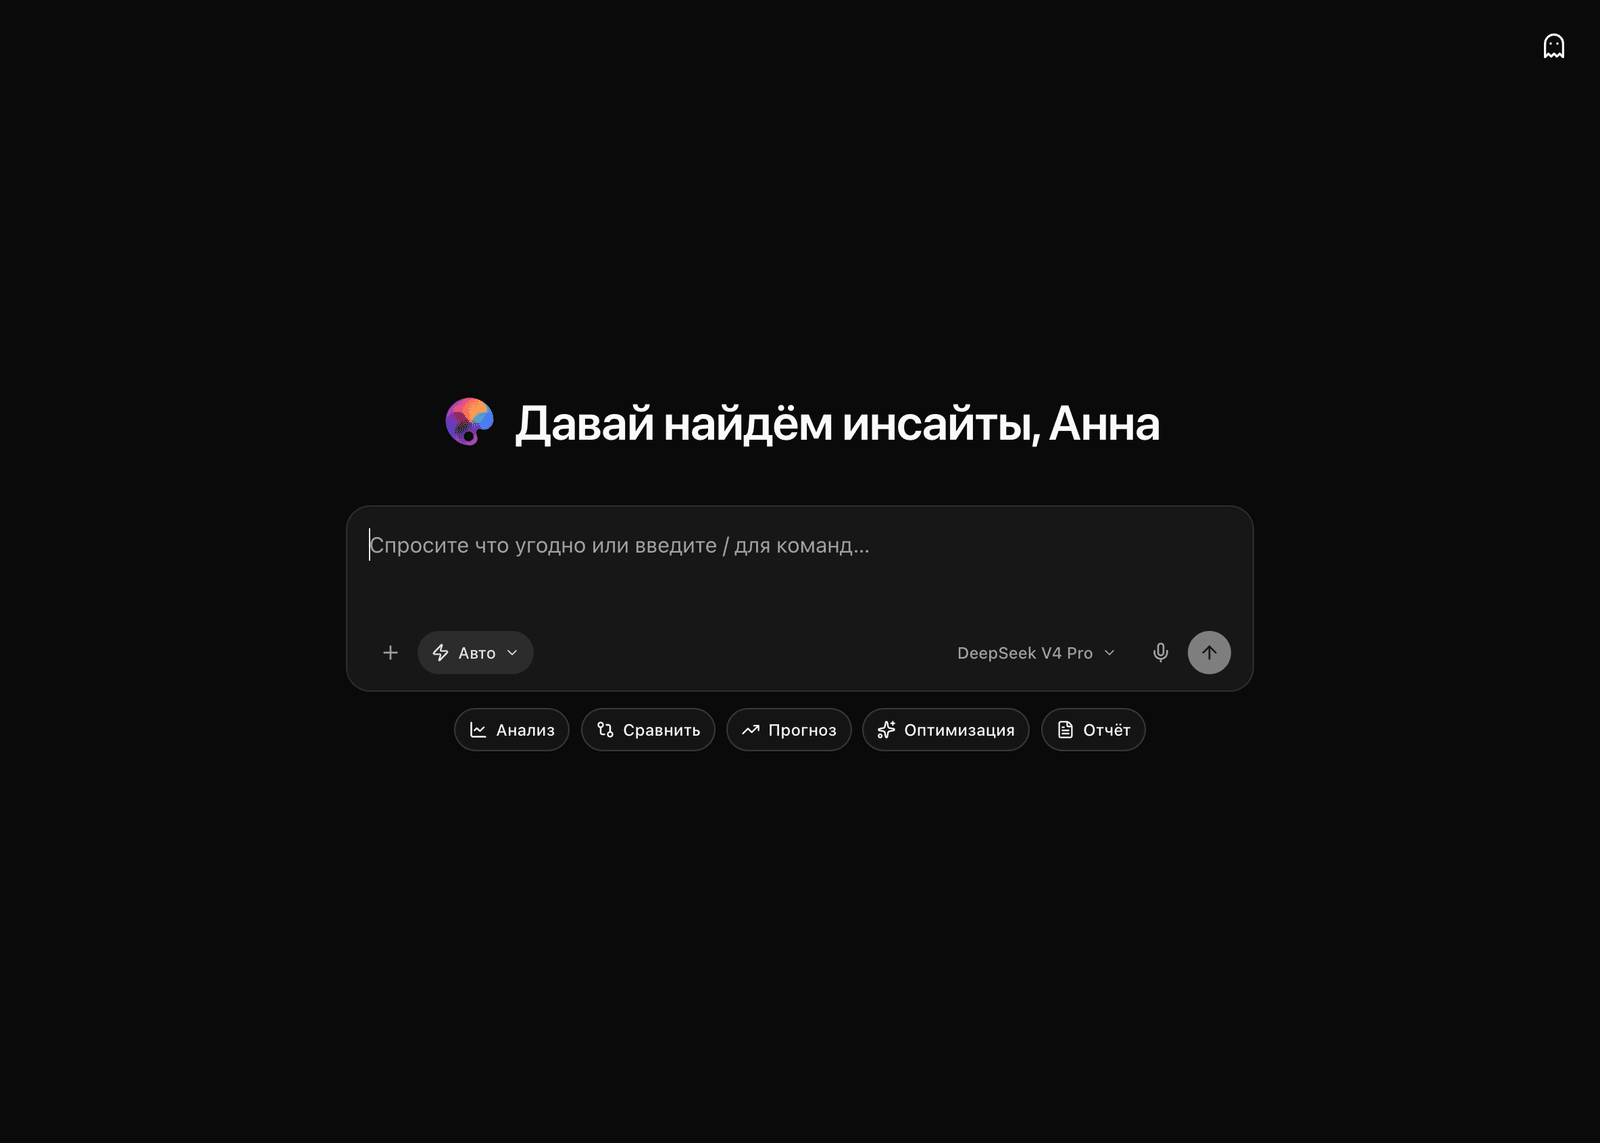 Давай найдём инсайты, Анна
Спросите что угодно или введите / для команд...
Авто
DeepSeek V4 Pro
Анализ
Сравнить
Прогноз
Оптимизация
Отчёт